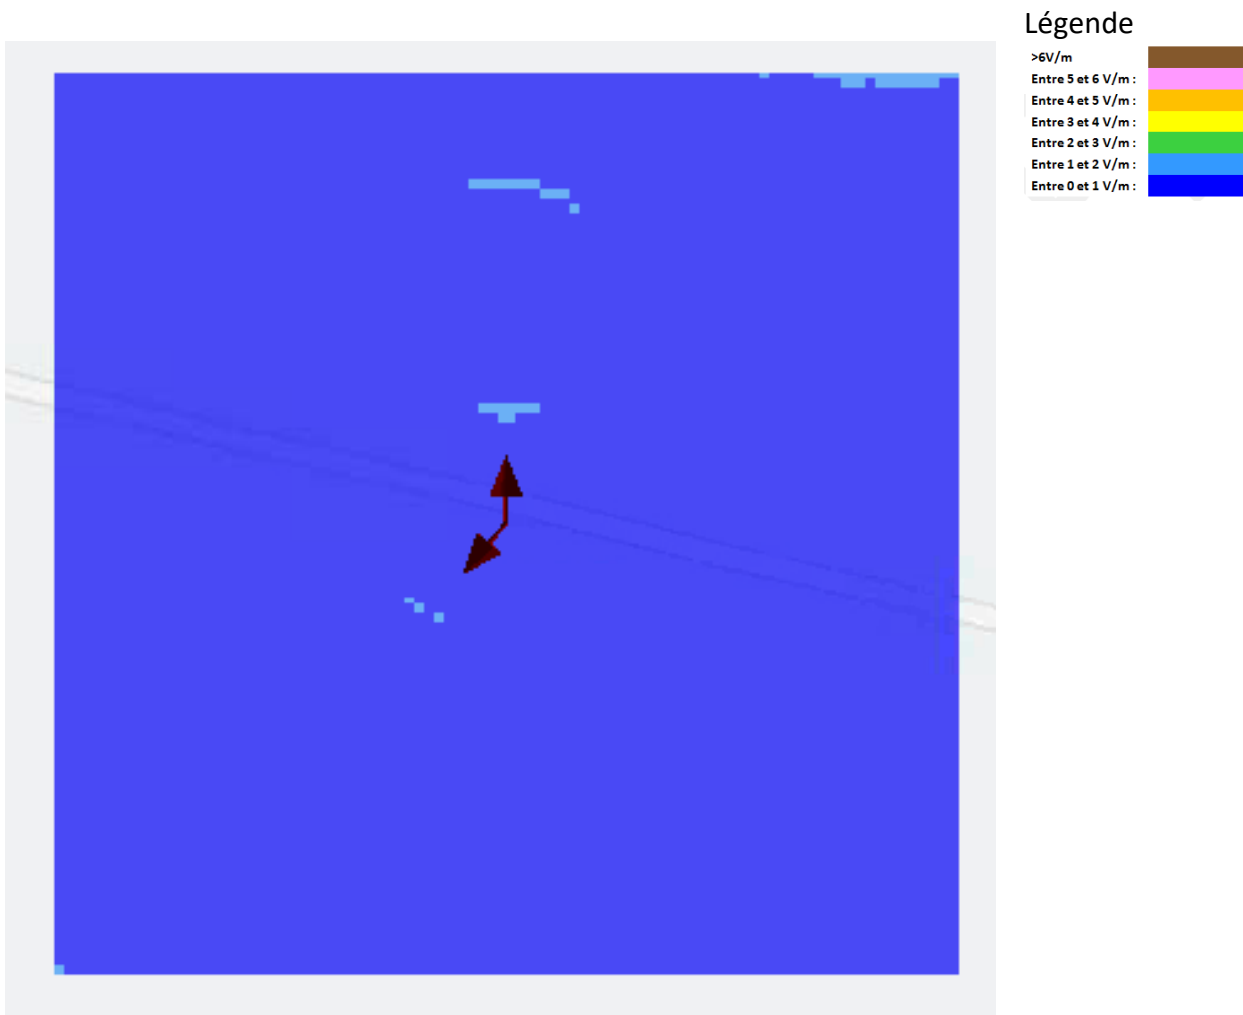 Légende
>6V/m
Entre 5 et 6 V/m :
Entre 4 et 5 V/m :
Entre 3 et 4 V/m :
Entre 2 et 3 V/m :
Entre 1 et 2 V/m :
Entre 0 et 1 V/m :